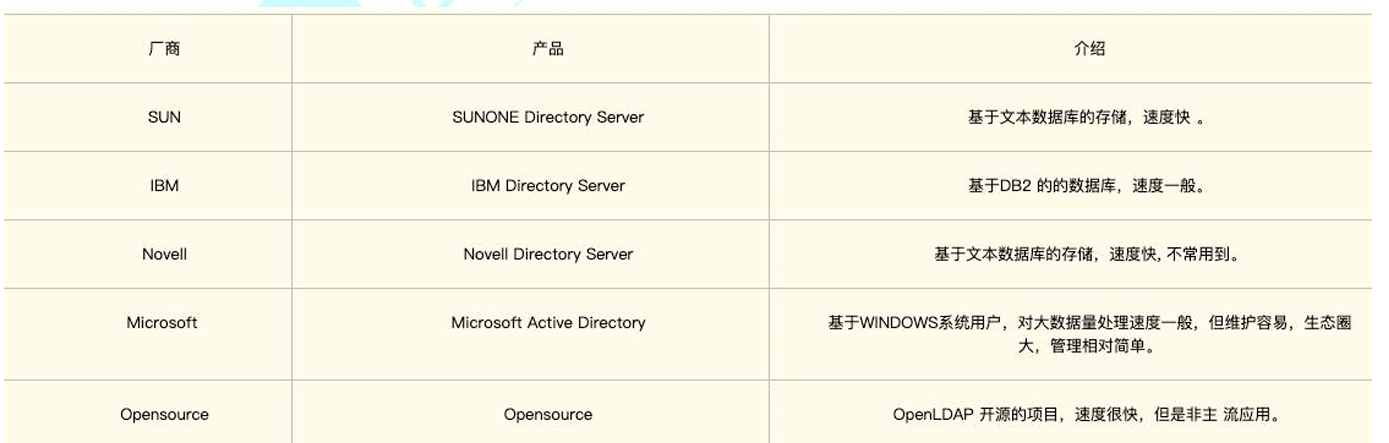 厂商 产品 介绍
SUN SUNONE Directory Server 基于文本数据库的存储，速度快 。
IBM IBM Directory Server 基于DB2 的的数据库，速度一般。
Novell Novell Directory Server 基于文本数据库的存储，速度快, 不常用到。
Microsoft Microsoft Active Directory 基于WINDOWS系统用户，对大数据量处理速度一般，但维护容易，生态圈
大，管理相对简单。
Opensource Opensource OpenLDAP 开源的项目，速度很快，但是非主 流应用。